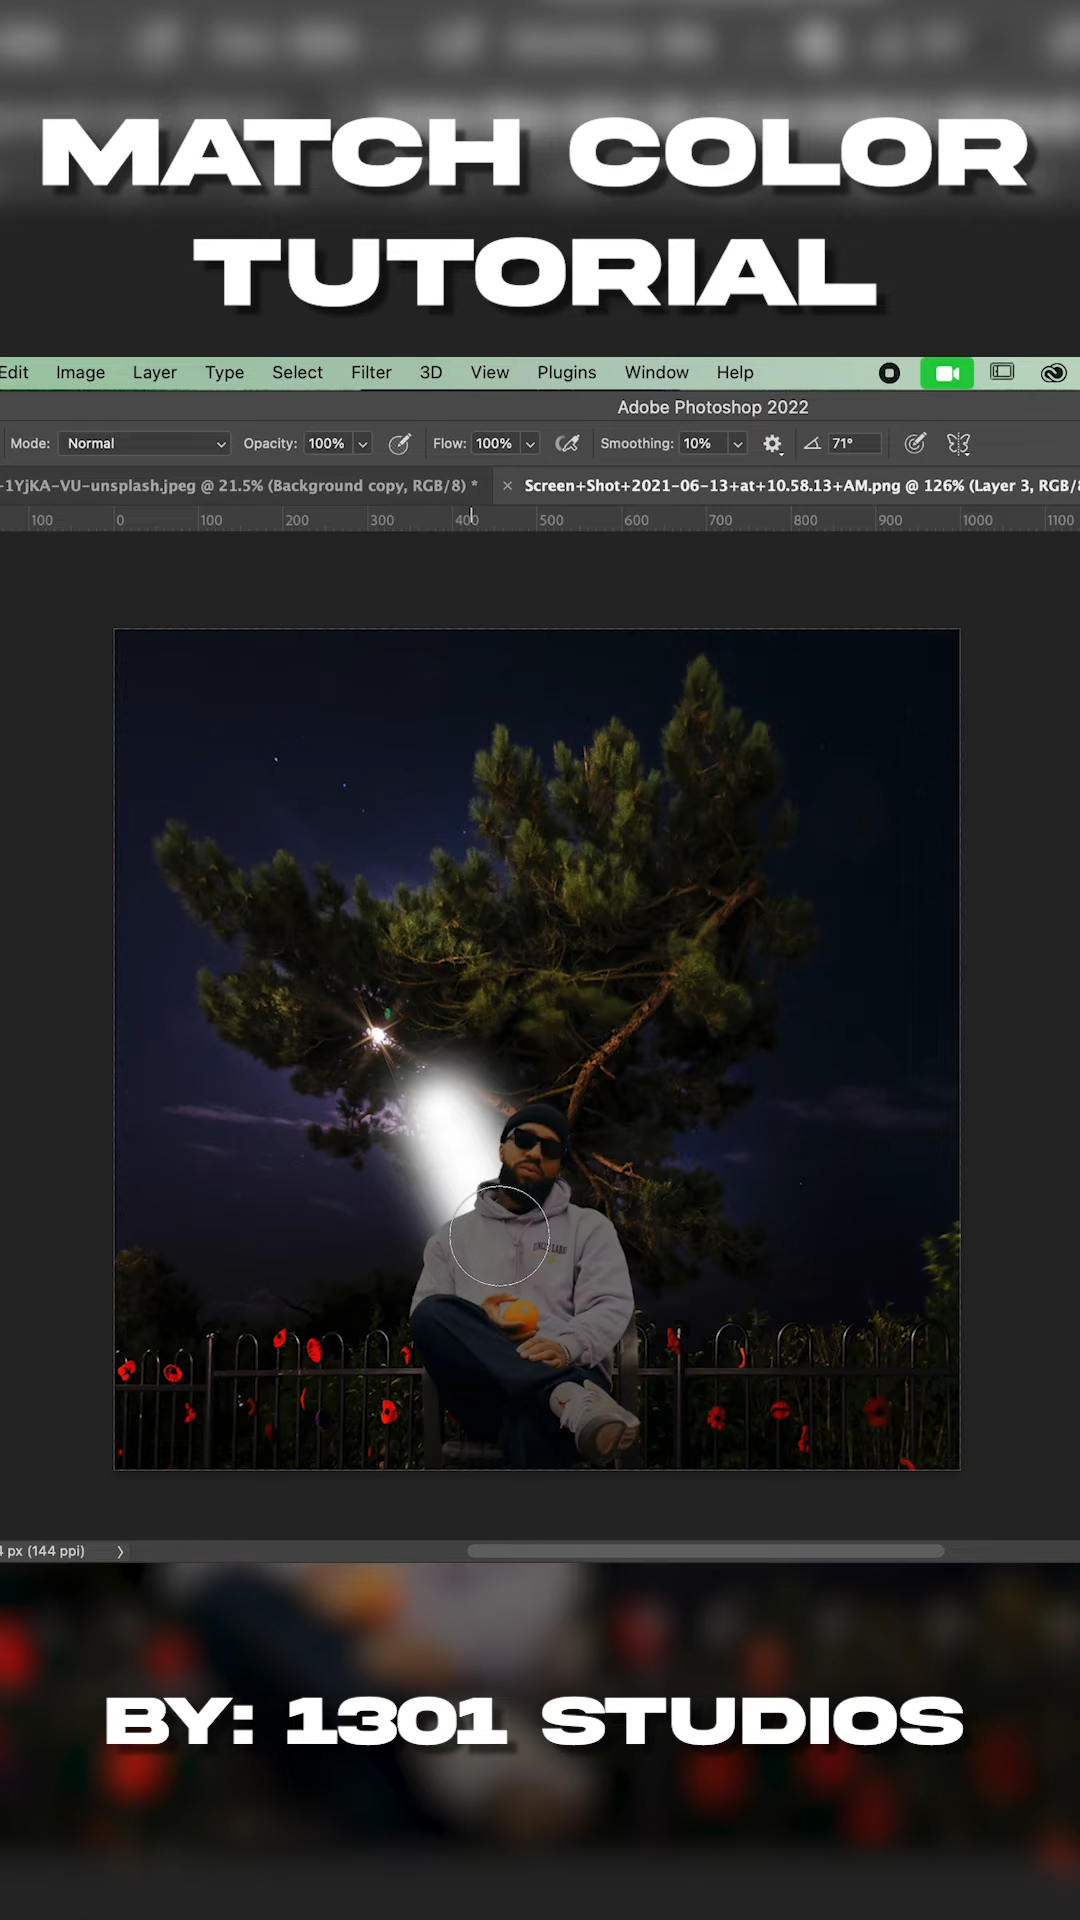 MATCH COLOR
TUTORIAL
Edit Image Layer Type Select Filter 3D View Plugins Window Help
Adobe Photoshop 2022
Mode: Normal Opacity: 100% Flow: 100% Smoothing: 10% 71°
-1YjKA-VU-unsplash.jpeg @ 21.5% (Background copy, RGB/8) * × Screen+Shot+2021-06-13+at+10.58.13+AM.png @ 126% (Layer 3, RGB/8
100 0 100 200 300 400 500 600 700 800 900 1000 1100
px (144 ppi)
BY: 1301 STUDIOS